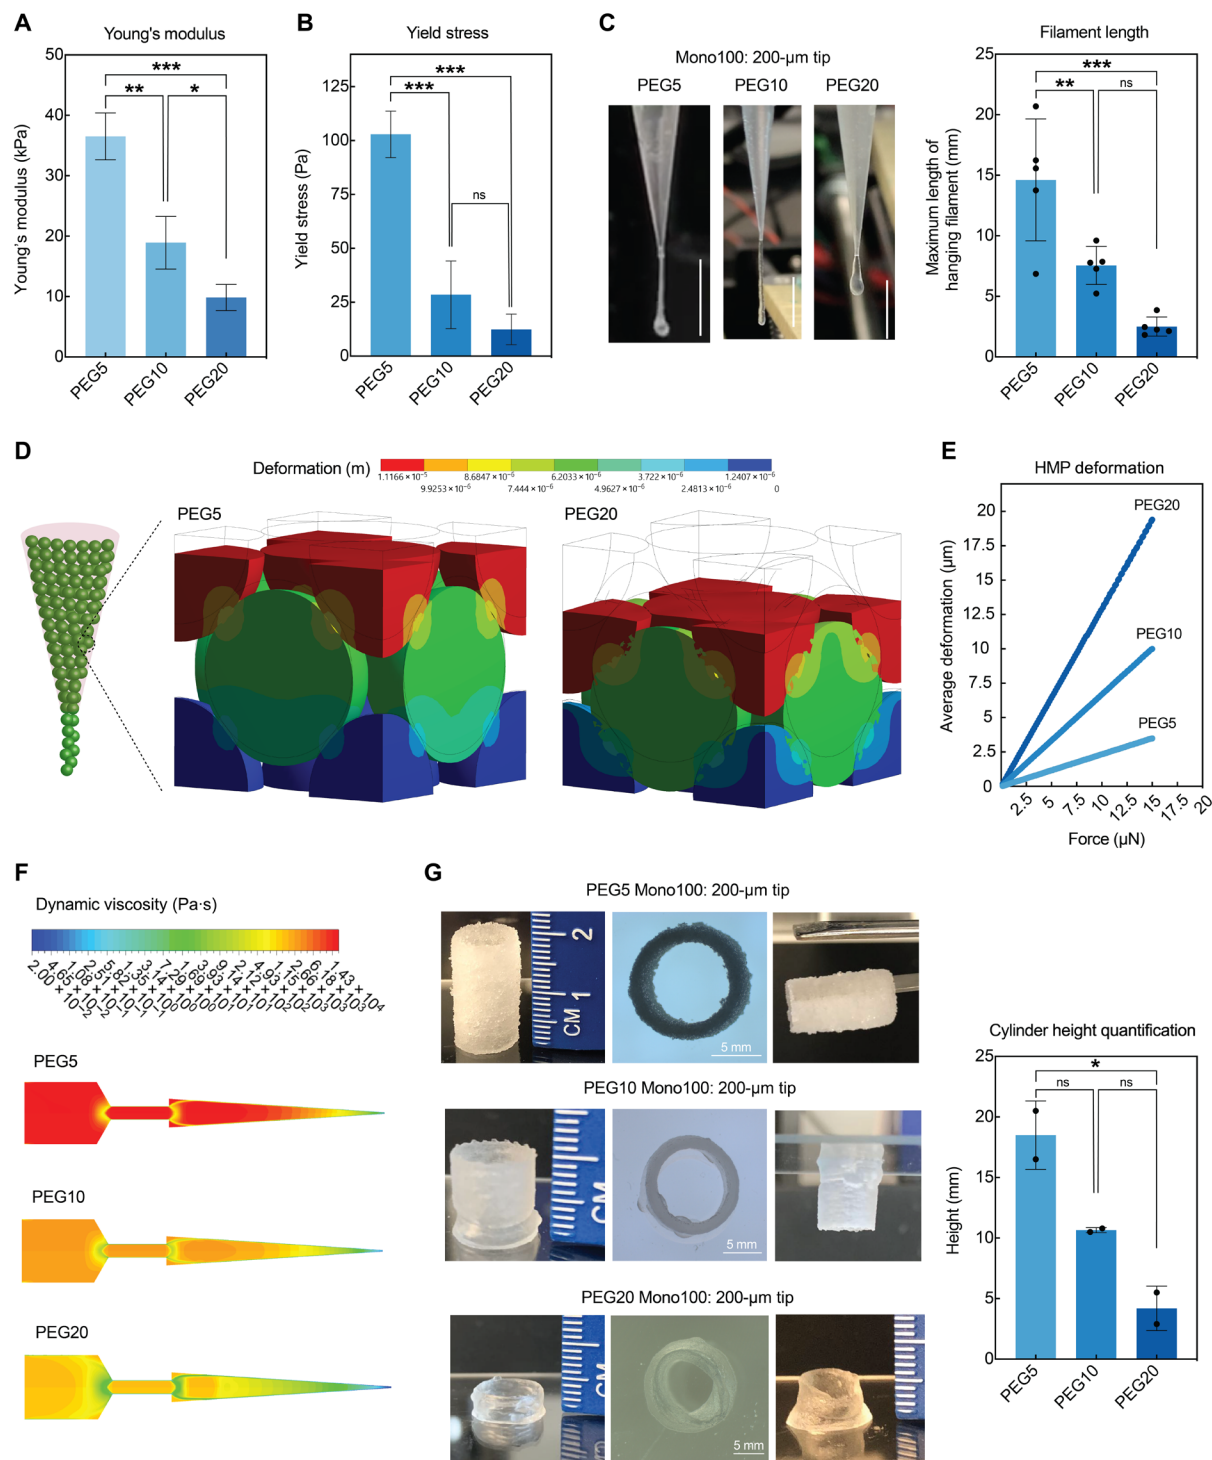 A
Young's modulus
50
40
30
20
10
0
Young's modulus (kPa)
***
**
*
PEG5
PEG10
PEG20
B
Yield stress
125
100
75
50
25
0
Yield stress (Pa)
***
***
ns
PEG5
PEG10
PEG20
C
Mono100: 200-µm tip
PEG5
PEG10
PEG20
Filament length
25
20
15
10
5
0
Maximum length of
hanging filament (mm)
***
**
ns
PEG5
PEG10
PEG20
D
Deformation (m)
1.1166 × 10⁻⁵
8.6847 × 10⁻⁶
6.2033 × 10⁻⁶
3.722 × 10⁻⁶
1.2407 × 10⁻⁶
9.9253 × 10⁻⁶
7.444 × 10⁻⁶
4.9627 × 10⁻⁶
2.4813 × 10⁻⁶
0
PEG5
PEG20
E
HMP deformation
20
17.5
15
12.5
10
7.5
5
2.5
0
Average deformation (µm)
PEG20
PEG10
PEG5
2.5
5
7.5
10
12.5
15
17.5
20
Force (µN)
F
Dynamic viscosity (Pa·s)
PEG5
PEG10
PEG20
G
PEG5 Mono100: 200-µm tip
2
1
CM
5 mm
PEG10 Mono100: 200-µm tip
CM
5 mm
PEG20 Mono100: 200-µm tip
CM
5 mm
Cylinder height quantification
25
20
15
10
5
0
Height (mm)
*
ns
ns
PEG5
PEG10
PEG20